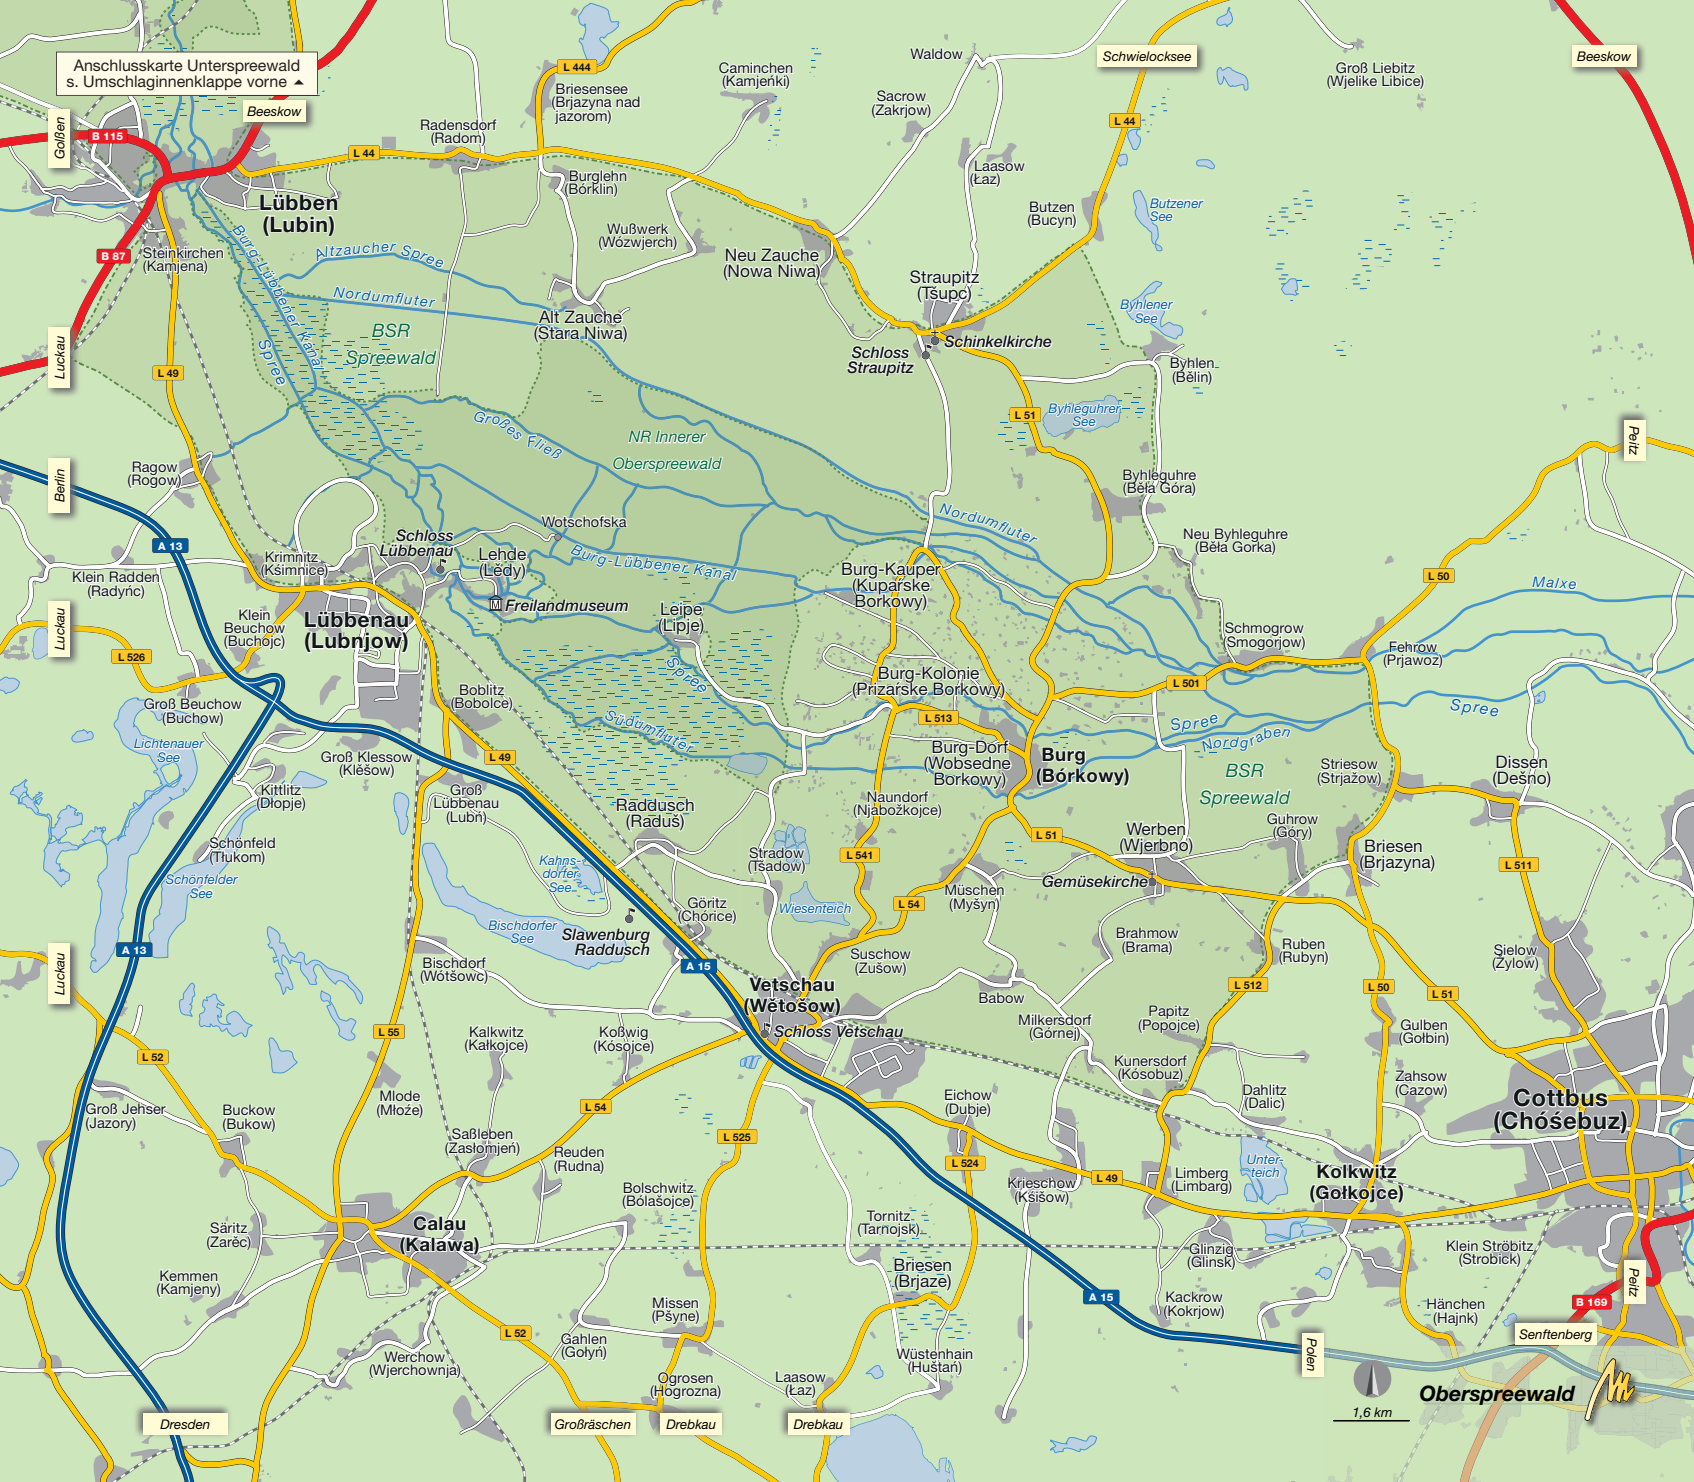 Anschlusskarte Unterspreewald
s. Umschlaginnenklappe vorne
Beeskow
Golßen
B 115
L 444
Briesensee
(Brjazyna nad
jazorom)
Caminchen
(Kamjeńki)
Waldow
Sacrow
(Zakrjow)
Schwielocksee
Groß Liebitz
(Wjelike Libice)
Beeskow
L 44
Radensdorf
(Radom)
L 44
Lübben
(Lubin)
Burglehn
(Bórklin)
Laasow
(Łaz)
Butzen
(Bucyn)
Butzener
See
Wußwerk
(Wózwjerch)
Steinkirchen
(Kamjena)
B 87
Burg-Lübbener Kanal
Altzaucher Spree
Neu Zauche
(Nowa Niwa)
Straupitz
(Tšupc)
Nordumfluter
Byhlener
See
Alt Zauche
(Stara Niwa)
BSR
Spreewald
Spree
Luckau
L 49
Schinkelkirche
Schloss
Straupitz
Byhlen
(Bělin)
L 51
Byhleguhrer
See
Großes Fließ
NR Innerer
Oberspreewald
Peitz
Ragow
(Rogow)
Berlin
Byhleguhre
(Běła Góra)
Nordumfluter
A 13
Schloss
Lübbenau
Wotschofska
Lehde
(Lědy)
Burg-Lübbener Kanal
Neu Byhleguhre
(Běła Gorka)
Krimnitz
(Kśimnice)
Klein Radden
(Radyńc)
Burg-Kauper
(Kuparske
Borkowy)
L 50
Malxe
Freilandmuseum
Leipe
(Lipje)
Luckau
Klein
Beuchow
(Buchojc)
Lübbenau
(Lubnjow)
Schmogrow
(Smogorjow)
Fehrow
(Prjawoz)
L 526
Spree
Burg-Kolonie
(Prizarske Borkowy)
L 501
Boblitz
(Bobolce)
Groß Beuchow
(Buchow)
Südumfluter
L 513
Spree
Nordgraben
Spree
Lichtenauer
See
Groß Klessow
(Klěšow)
L 49
Burg-Dorf
(Wobsedne
Borkowy)
Burg
(Bórkowy)
BSR
Spreewald
Striesow
(Strjažow)
Dissen
(Dešno)
Kittlitz
(Dłopje)
Groß
Lübbenau
(Lubń)
Raddusch
(Raduš)
Naundorf
(Njabožkojce)
Guhrow
(Góry)
L 51
Werben
(Wjerbno)
Schönfeld
(Tłukom)
Stradow
(Tšadow)
L 541
Briesen
(Brjazyna)
L 511
Schönfelder
See
Kahns-
dorfer
See
Müschen
(Myšyn)
Gemüsekirche
Göritz
(Chórice)
Wiesenteich
L 54
Bischdorfer
See
Slawenburg
Raddusch
A 13
Luckau
Bischdorf
(Wótšowc)
A 15
Suschow
(Zušow)
Brahmow
(Brama)
Ruben
(Rubyn)
Sielow
(Žylow)
Vetschau
(Wětošow)
Babow
L 512
L 50
L 51
Schloss Vetschau
Milkersdorf
(Górnej)
Papitz
(Popojce)
Gulben
(Gołbin)
L 55
Kalkwitz
(Kałkojce)
Koßwig
(Kósojce)
L 52
Kunersdorf
(Kósobuz)
Zahsow
(Cazow)
Dahlitz
(Dalic)
Groß Jehser
(Jazory)
Buckow
(Bukow)
Mlode
(Młože)
L 54
Eichow
(Dubje)
Cottbus
(Chóśebuz)
Saßleben
(Zasłomjeń)
L 525
Reuden
(Rudna)
L 524
Unter-
teich
Krieschow
(Kśišow)
L 49
Limberg
(Limbarg)
Kolkwitz
(Gołkojce)
Bolschwitz
(Bólašojce)
Säritz
(Zarěc)
Calau
(Kalawa)
Tornitz
(Tarnojsk)
Glinzig
(Glinsk)
Klein Ströbitz
(Strobick)
Kemmen
(Kamjeny)
Briesen
(Brjaze)
Peitz
A 15
Kackrow
(Kokrjow)
Missen
(Pšyne)
B 169
Hänchen
(Hajnk)
L 52
Gahlen
(Gołyń)
Senftenberg
Polen
Werchow
(Wjerchownja)
Wüstenhain
(Huštań)
Ogrosen
(Hogrozna)
Laasow
(Łaz)
Oberspreewald
1,6 km
Dresden
Großräschen
Drebkau
Drebkau